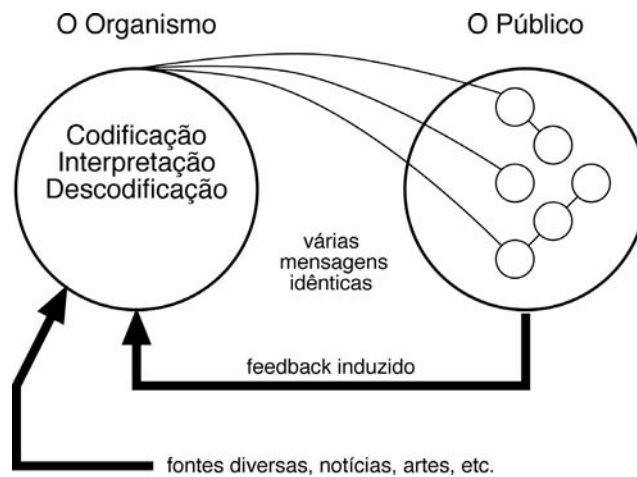 O Organismo
O Público
Codificação
Interpretação
Descodificação
várias
mensagens
idênticas
feedback induzido
fontes diversas, notícias, artes, etc.